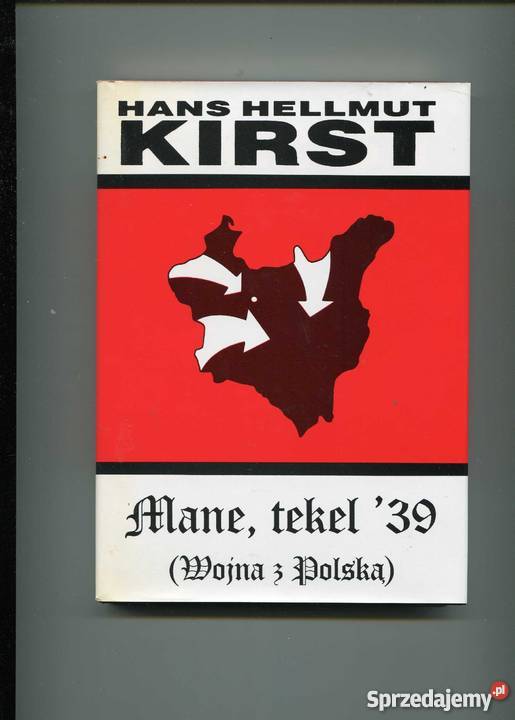 HANS HELLMUT
KIRST
Mane, tekel '39
(Wojna z Polską)
Sprzedajemy.pl